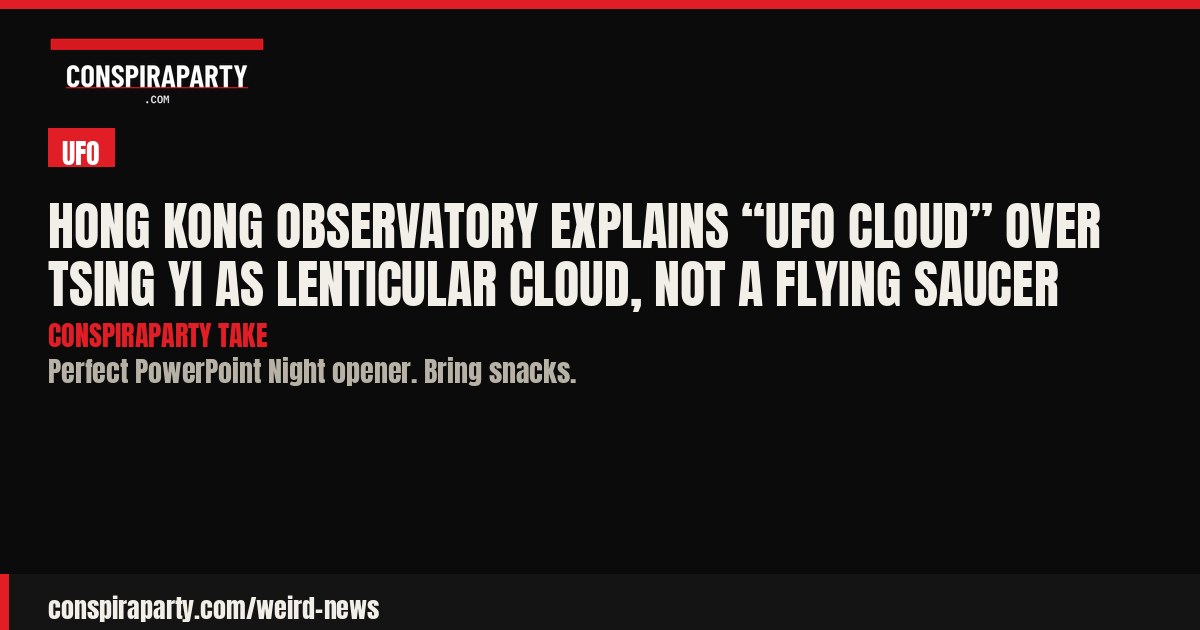 CONSPIRAPARTY
.COM
UFO
HONG KONG OBSERVATORY EXPLAINS “UFO CLOUD” OVER
TSING YI AS LENTICULAR CLOUD, NOT A FLYING SAUCER
CONSPIRAPARTY TAKE
Perfect PowerPoint Night opener. Bring snacks.
conspiraparty.com/weird-news